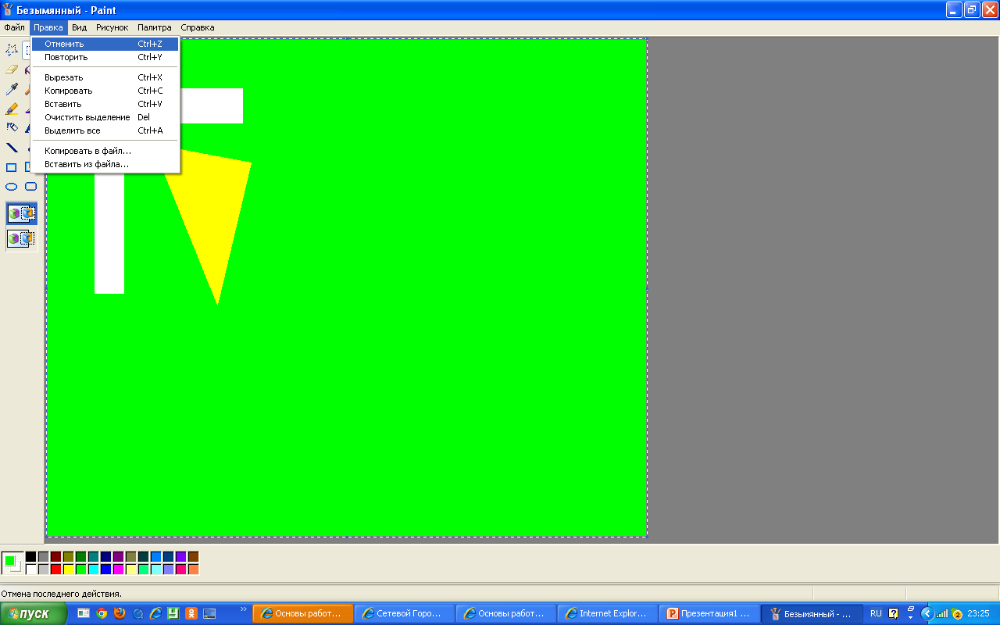 Безымянный - Paint
Файл Правка Вид Рисунок Палитра Справка
Отменить Ctrl+Z
Повторить Ctrl+Y
Вырезать Ctrl+X
Копировать Ctrl+C
Вставить Ctrl+V
Очистить выделение Del
Выделить все Ctrl+A
Копировать в файл...
Вставить из файла...
Отмена последнего действия.
пуск Основы работ... Сетевой Горо... Основы работ... Internet Explor... Презентация1 ... Безымянный - ... RU 2 23:25